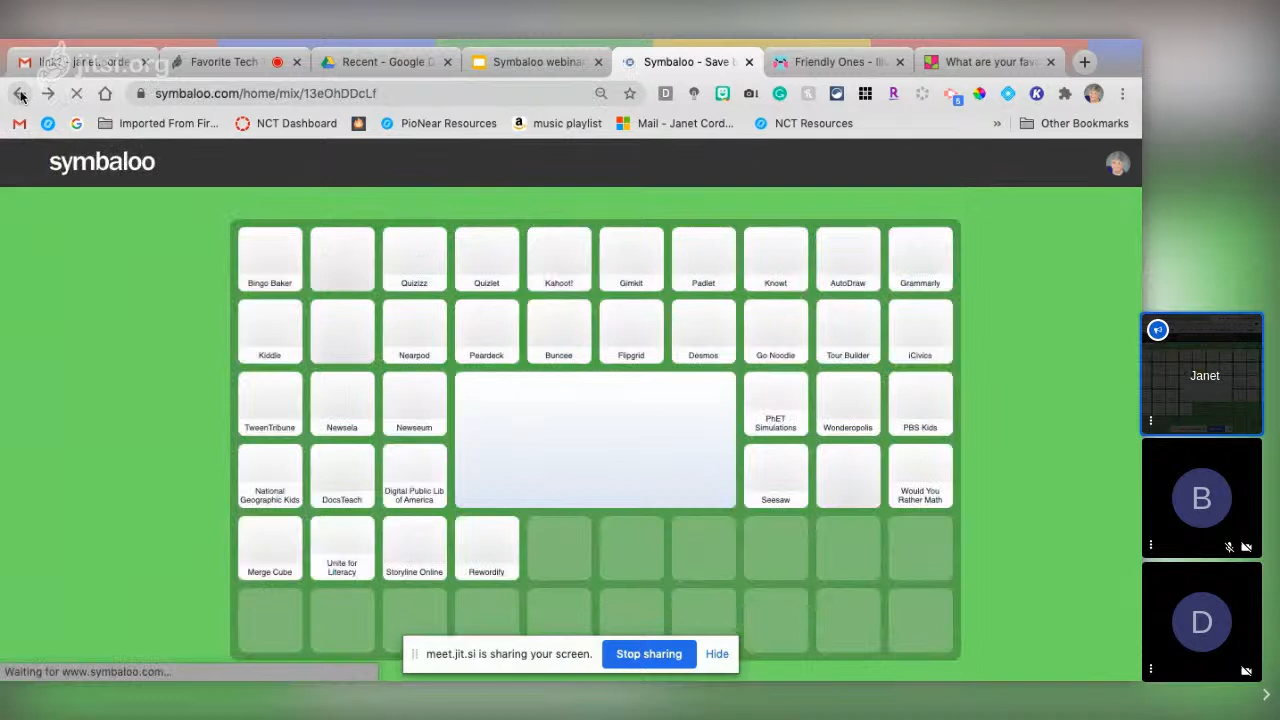 jitsi.org
Favorite Tech
Recent - Google D
Symbaloo webinar
Symbaloo - Save b
Friendly Ones - Ill
What are your fav
symbaloo.com/home/mix/13eOhDDcLf
Imported From Fir...
NCT Dashboard
PioNear Resources
music playlist
Mail - Janet Cord...
NCT Resources
»
Other Bookmarks
symbaloo
Bingo Baker
Quizizz
Quizlet
Kahoot!
Gimkit
Padlet
Knowt
AutoDraw
Grammarly
Kiddle
Nearpod
Peardeck
Buncee
Flipgrid
Desmos
Go Noodle
Tour Builder
iCivics
TweenTribune
Newsela
Newseum
PhET
Simulations
Wonderopolis
PBS Kids
National
Geographic Kids
DocsTeach
Digital Public Lib
of America
Seesaw
Would You
Rather Math
Merge Cube
Unite for
Literacy
Storyline Online
Rewordify
meet.jit.si is sharing your screen.
Stop sharing
Hide
Waiting for www.symbaloo.com...
Janet
B
D